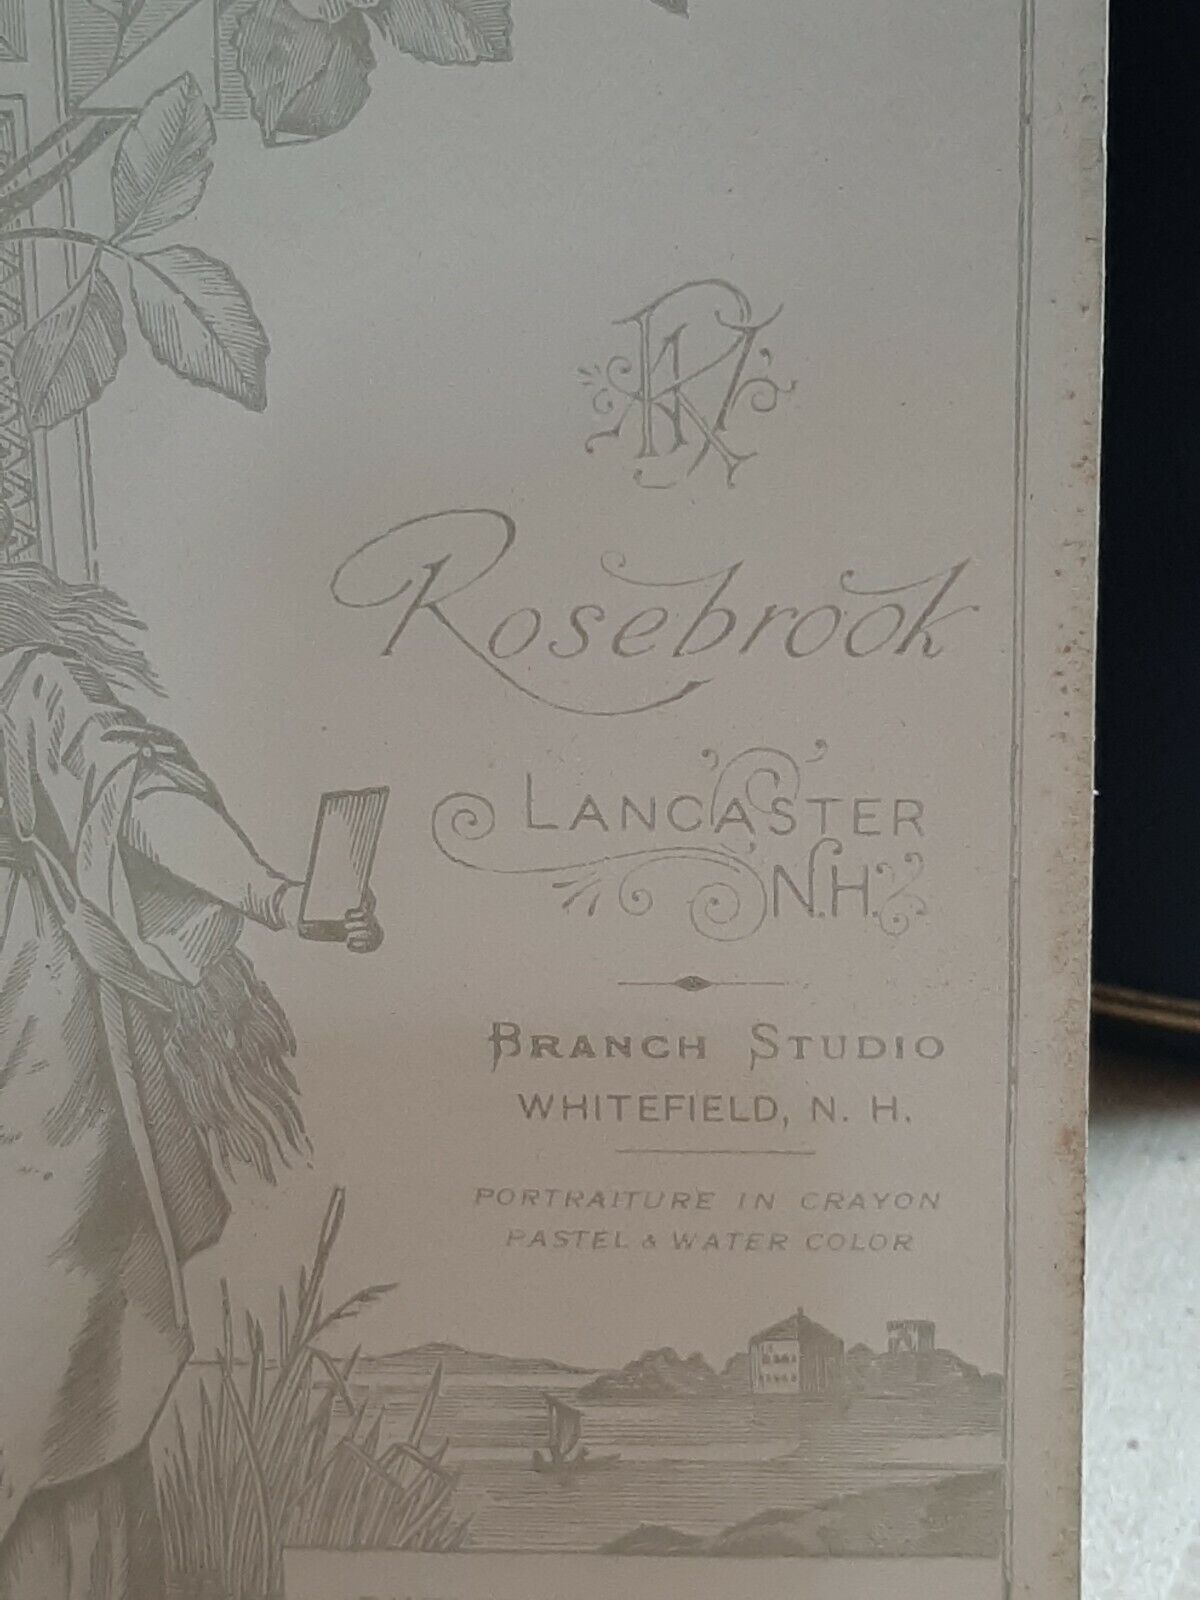 Rosebrook
LANCASTER
N.H.
BRANCH STUDIO
WHITEFIELD, N. H.
PORTRAITURE IN CRAYON
PASTEL & WATER COLOR